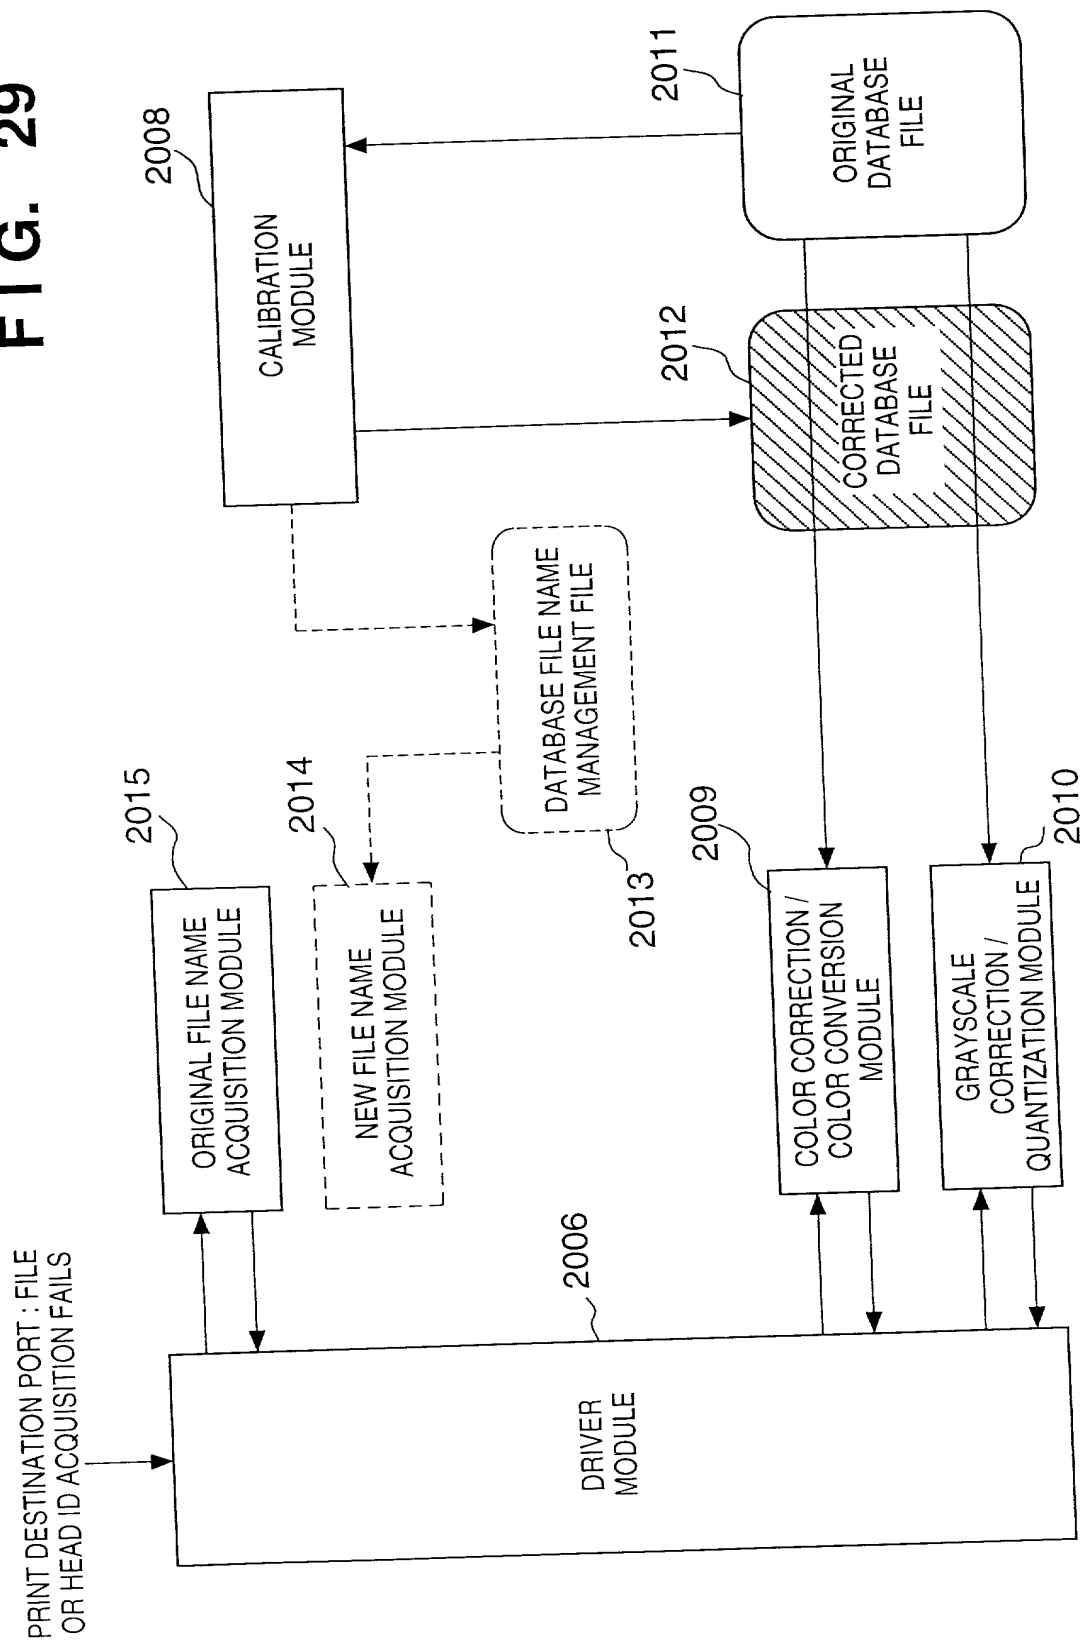 FIG. 29
PRINT DESTINATION PORT : FILE
OR HEAD ID ACQUISITION FAILS
2015
ORIGINAL FILE NAME
ACQUISITION MODULE
2014
NEW FILE NAME
ACQUISITION MODULE
2008
CALIBRATION
MODULE
DATABASE FILE NAME
MANAGEMENT FILE
2013
2006
DRIVER
MODULE
2009
COLOR CORRECTION /
COLOR CONVERSION
MODULE
2010
GRAYSCALE
CORRECTION /
QUANTIZATION MODULE
2012
CORRECTED
DATABASE
FILE
2011
ORIGINAL
DATABASE
FILE